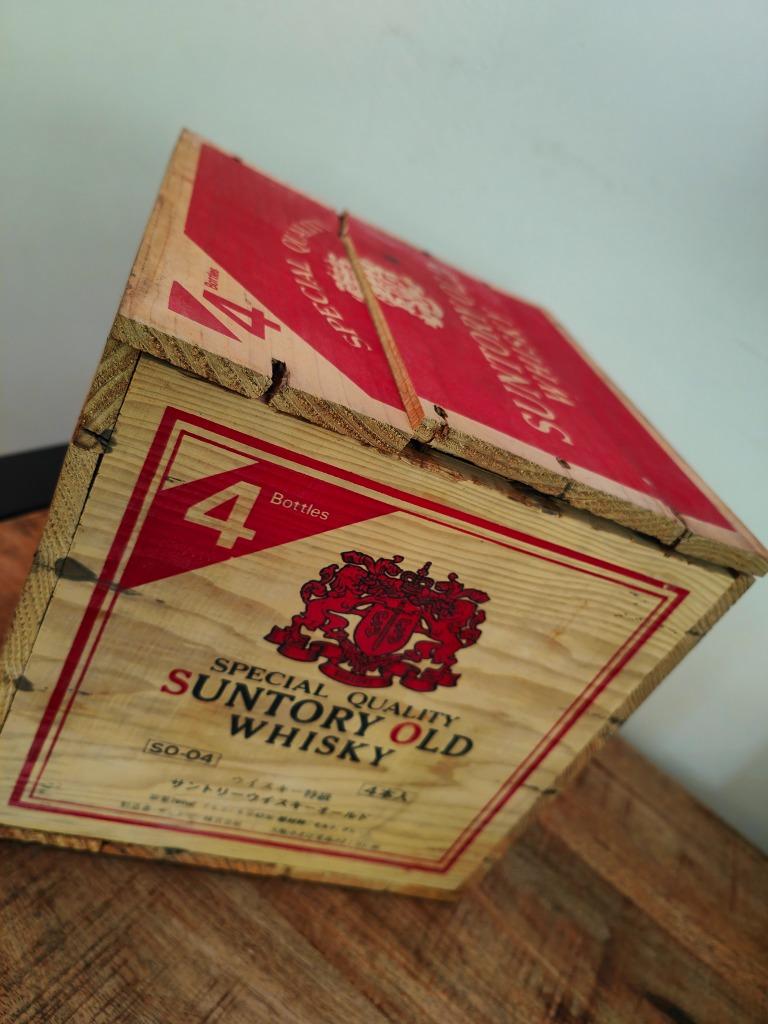 4 Bottles
SPECIAL QUALITY
SUNTORY OLD
WHISKY
4 Bottles
SS
SPECIAL QUALITY
SUNTORY OLD
WHISKY
SO-04
ウイスキー特級 4本入
サントリーウイスキーオールド